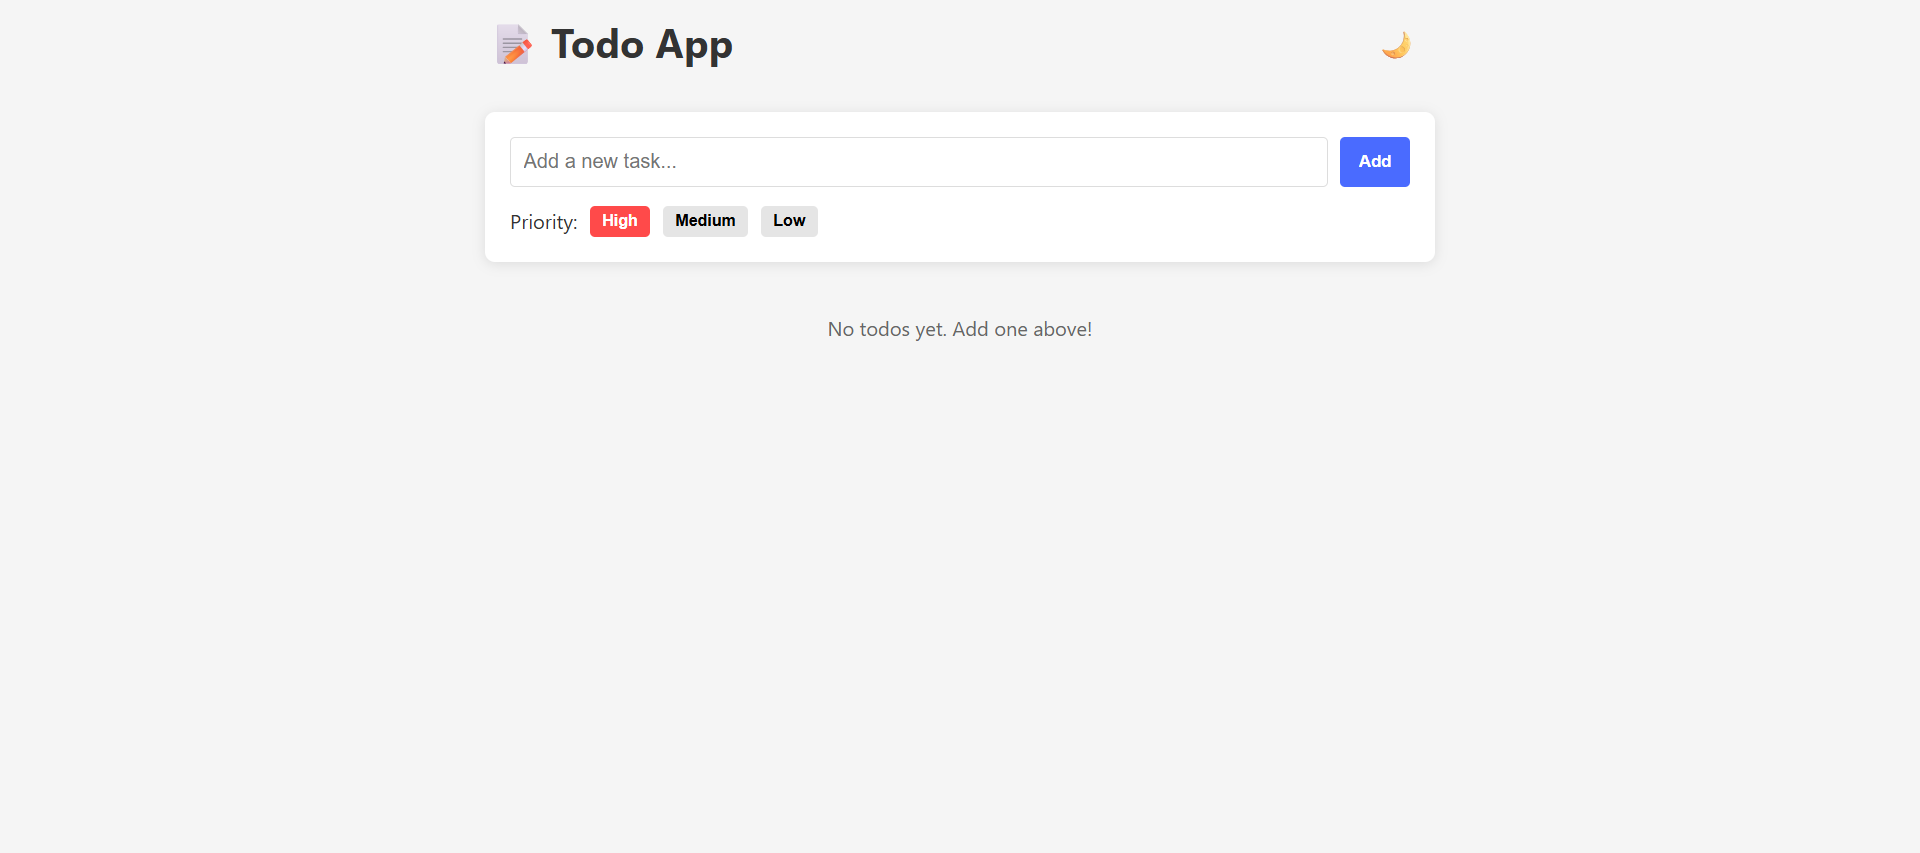 Todo App
Add a new task...
Add
Priority: High Medium Low
No todos yet. Add one above!